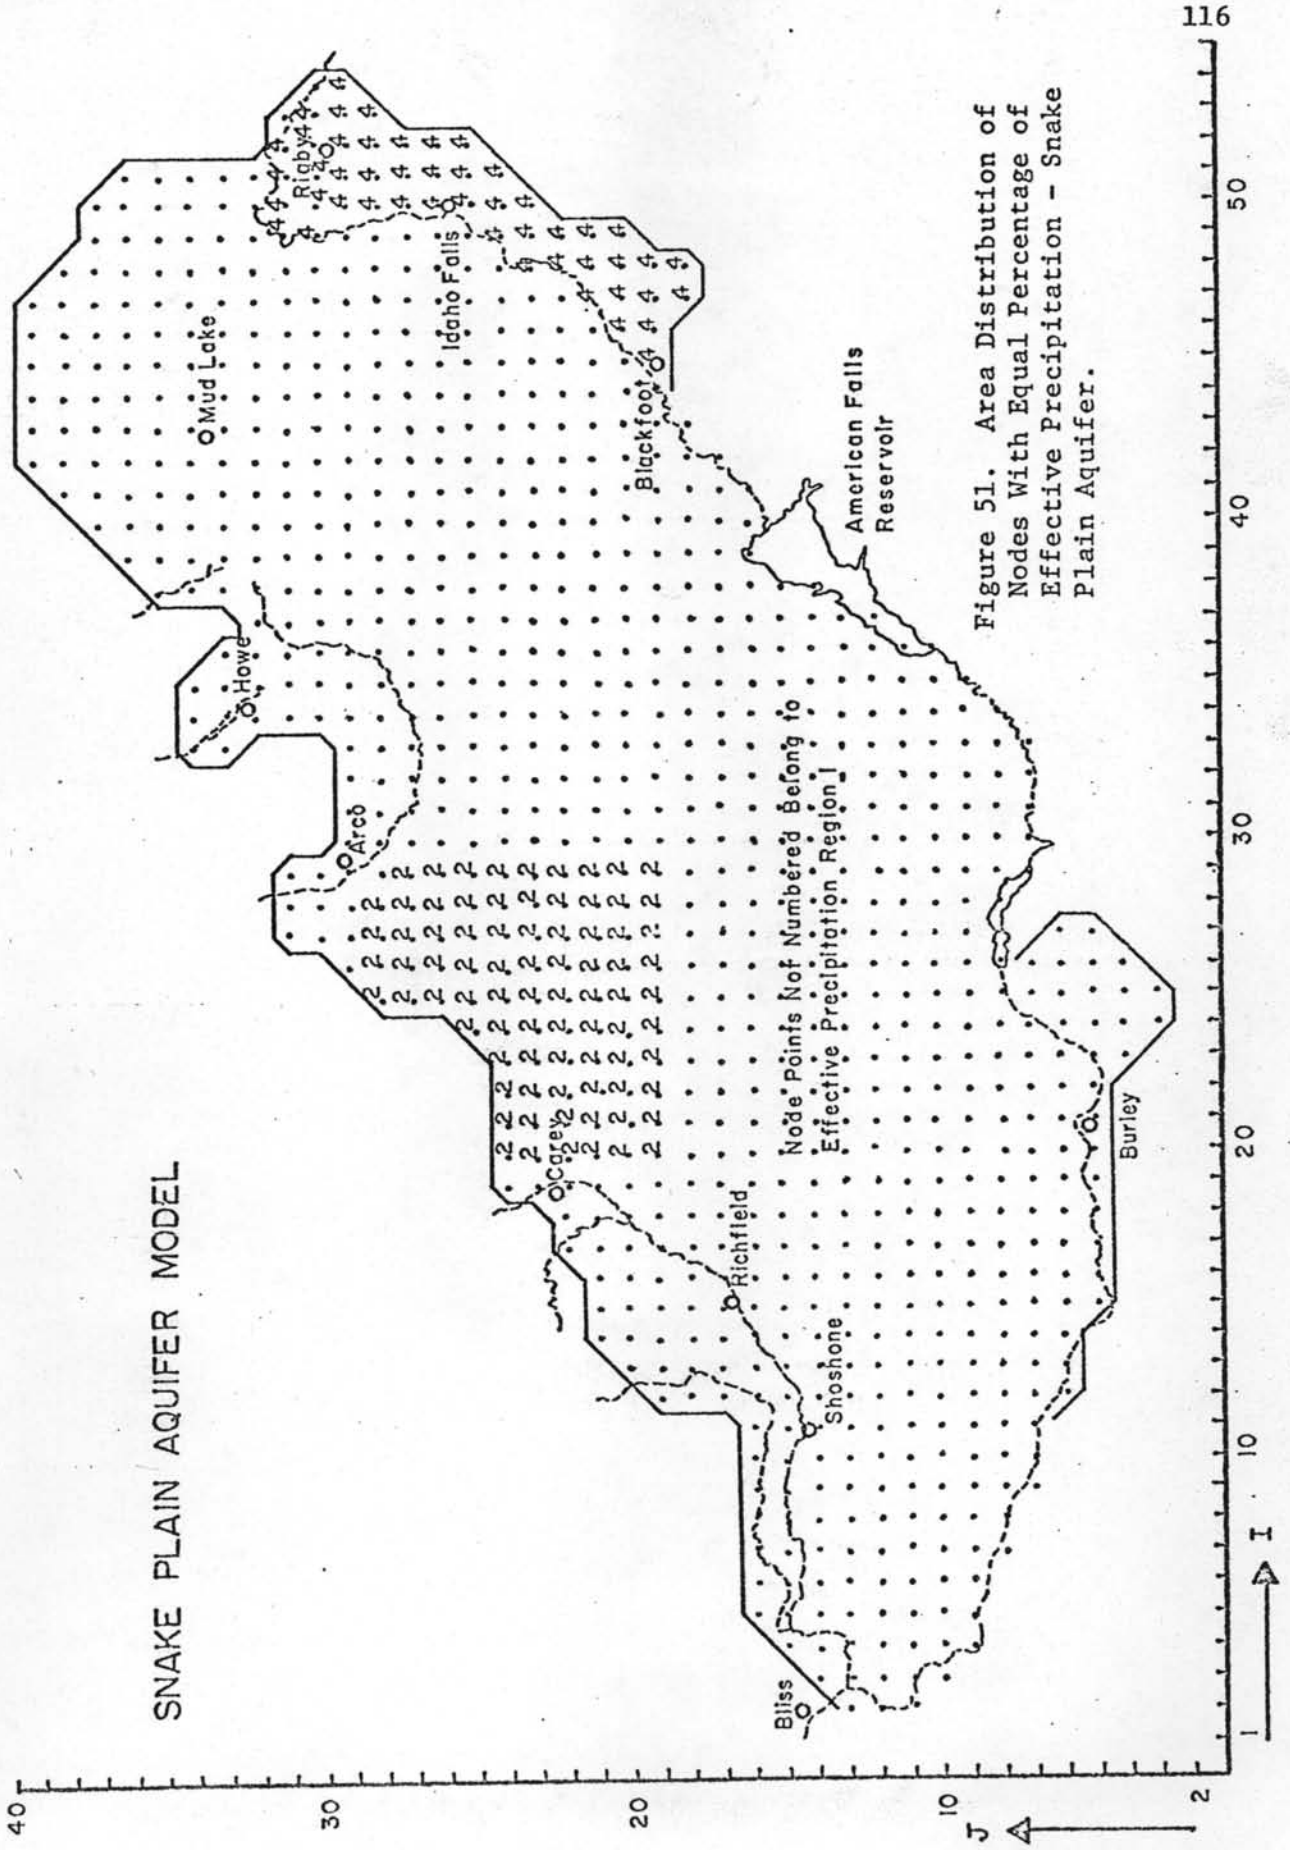 116
SNAKE PLAIN AQUIFER MODEL
Mud Lake
Rigby
Howe
Idaho Falls
Arco
Blackfoot
American Falls
Reservoir
Carey
Node Points Not Numbered Belong to
Effective Precipitation Region 1
Richfield
Shoshone
Bliss
Burley
40
30
20
10
2
J
1
10
20
30
40
50
I
Figure 51. Area Distribution of
Nodes With Equal Percentage of
Effective Precipitation - Snake
Plain Aquifer.